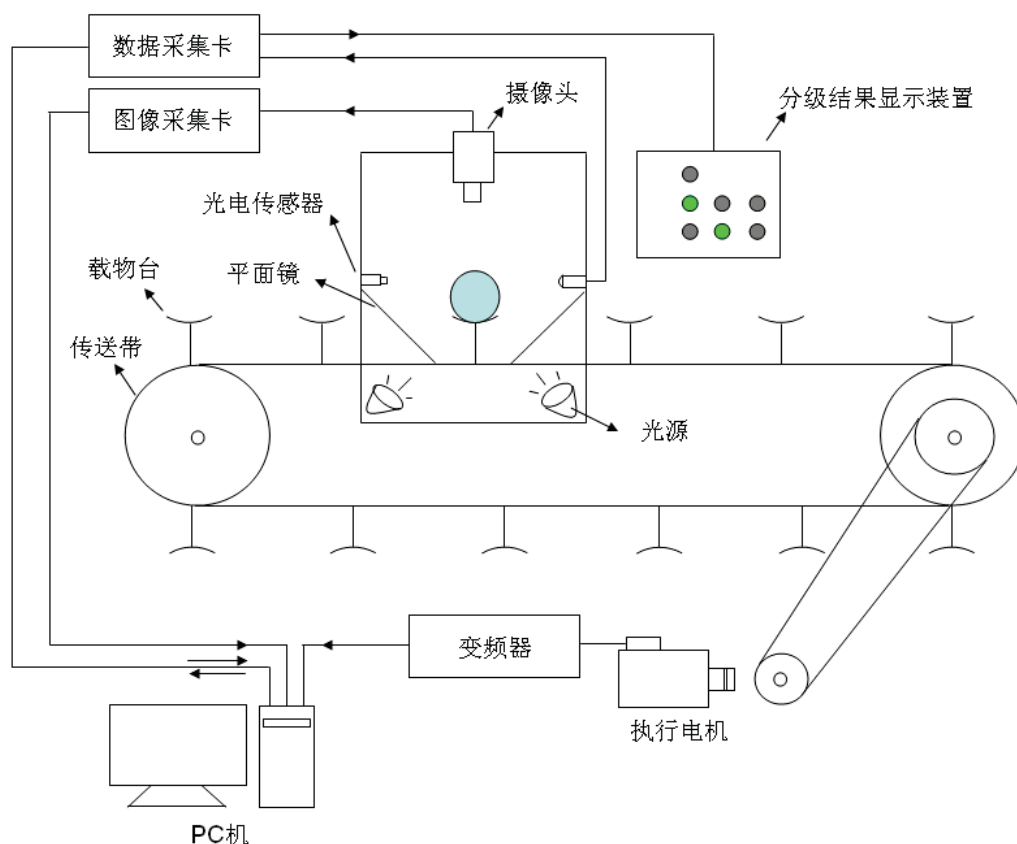 数据采集卡
图像采集卡
摄像头
分级结果显示装置
光电传感器
平面镜
载物台
传送带
光源
变频器
执行电机
PC机